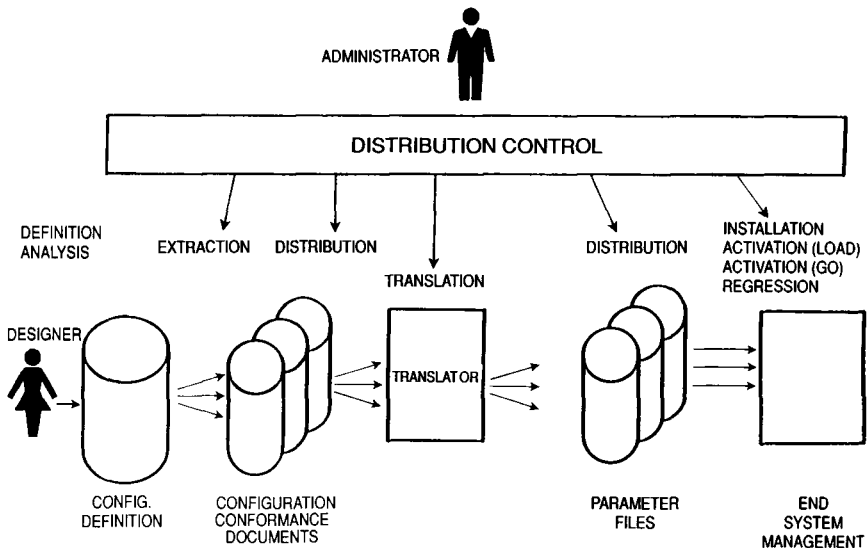 ADMINISTRATOR
DISTRIBUTION CONTROL
DEFINITION
ANALYSIS
EXTRACTION
DISTRIBUTION
TRANSLATION
DISTRIBUTION
INSTALLATION
ACTIVATION (LOAD)
ACTIVATION (GO)
REGRESSION
DESIGNER
TRANSLATOR
CONFIG.
DEFINITION
CONFIGURATION
CONFORMANCE
DOCUMENTS
PARAMETER
FILES
END
SYSTEM
MANAGEMENT